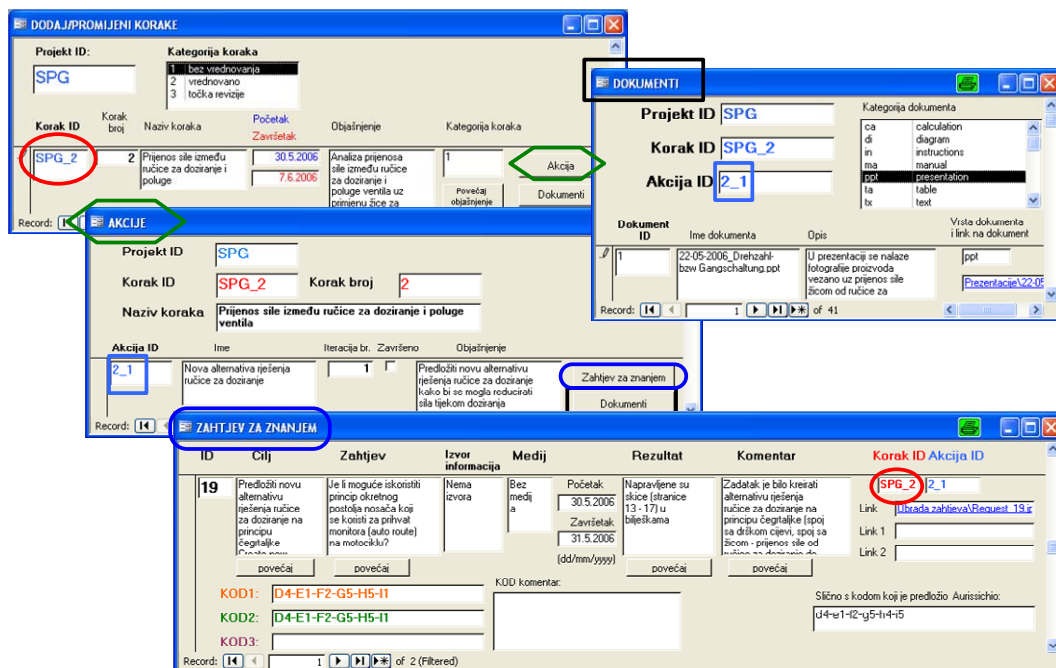 DODAJ/PROMIJENI KORAKE
Projekt ID:
Kategorija koraka
SPG
1 bez vrednovanja
2 vrednovano
3 točka revizije
Korak ID
Korak
broj
Naziv koraka
Početak
Završetak
Objašnjenje
Kategorija koraka
SPG_2
2
Prijenos sile između
ručice za doziranje i
poluge
30.5.2006
7.6.2006
Analiza prijenosa
sile između ručice
za doziranje i
poluge ventila uz
primjenu žice za
1
Akcija
Povećaj
objašnjenje
Dokumenti
Record:
DOKUMENTI
Projekt ID SPG
Korak ID SPG_2
Akcija ID 2_1
Kategorija dokumenta
ca calculation
di diagram
in instructions
ma manual
ppt presentation
ta table
tx text
Dokument
ID
Ime dokumenta
Opis
Vrsta dokumenta
i link na dokument
1
22-05-2006_Drehzahl-
bzw Gangschaltung.ppt
U prezentaciji se nalaze
fotografije proizvoda
vezano uz prijenos sile
žicom od ručice za
ppt
Prezentacije\22-05
Record: 1 of 41
AKCIJE
Projekt ID SPG
Korak ID SPG_2 Korak broj 2
Naziv koraka Prijenos sile između ručice za doziranje i poluge
ventila
Akcija ID Ime Iteracija br. Završeno Objašnjenje
2_1
Nova alternativa rješenja
ručice za doziranje
1
Predložiti novu alternativu
rješenja ručice za doziranje
kako bi se mogla reducirati
sila tijekom doziranja
Zahtjev za znanjem
Dokumenti
Record:
ZAHTJEV ZA ZNANJEM
ID Cilj Zahtjev Izvor
informacija Medij Rezultat Komentar Korak ID Akcija ID
19
Predložiti novu
alternativu
rješenja ručice
za doziranje na
principu
čegrtaljke
Create new
Je li moguće iskoristiti
princip okretnog
postolja nosača koji
se koristi za prihvat
monitora (auto route)
na motociklu?
Nema
izvora
Bez
medij
a
Početak
30.5.2006
Završetak
31.5.2006
(dd/mm/yyyy)
Napravljene su
skice (stranice
13 - 17) u
bilješkama
Zadatak je bilo kreirati
alternativu rješenja
ručice za doziranje na
principu čegrtaljke (spoj
sa drškom cijevi, spoj sa
žicom - prijenos sile od
ručice za doziranje do
SPG_2 2_1
Link Obrada zahtjeva\Request_19.
Link 1
Link 2
povećaj povećaj povećaj povećaj
KOD1: D4-E1-F2-G5-H5-I1
KOD2: D4-E1-F2-G5-H5-I1
KOD3:
KOD komentar:
Slično s kodom koji je predložio Aurissichio:
d4-e1-f2-g5-h4-i5
Record: 1 of 2 (Filtered)